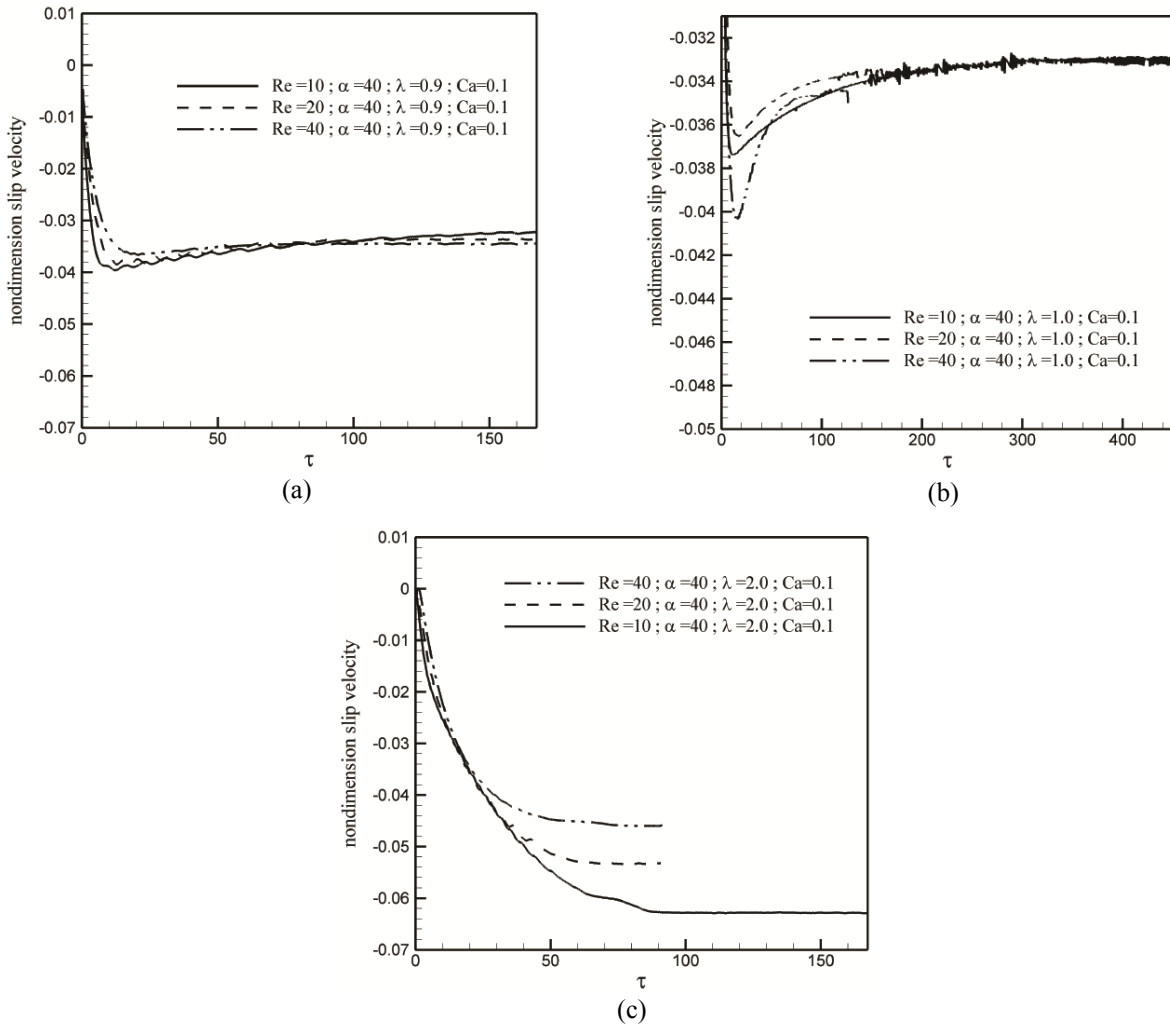 0.01
0
-0.01
-0.02
-0.03
-0.04
-0.05
-0.06
-0.07
nondimension slip velocity
Re =10 ; α =40 ; λ =0.9 ; Ca=0.1
Re =20 ; α =40 ; λ =0.9 ; Ca=0.1
Re =40 ; α =40 ; λ =0.9 ; Ca=0.1
0 50 100 150
τ
(a)
-0.032
-0.033
-0.036
-0.038
-0.04
-0.042
-0.044
-0.046
-0.048
-0.05
nondimension slip velocity
Re =10 ; α =40 ; λ =1.0 ; Ca=0.1
Re =20 ; α =40 ; λ =1.0 ; Ca=0.1
Re =40 ; α =40 ; λ =1.0 ; Ca=0.1
0 100 200 300 400
τ
(b)
0.01
0
-0.01
-0.02
-0.03
-0.04
-0.05
-0.06
-0.07
nondimension slip velocity
Re =40 ; α =40 ; λ =2.0 ; Ca=0.1
Re =20 ; α =40 ; λ =2.0 ; Ca=0.1
Re =10 ; α =40 ; λ =2.0 ; Ca=0.1
0 50 100 150
τ
(c)